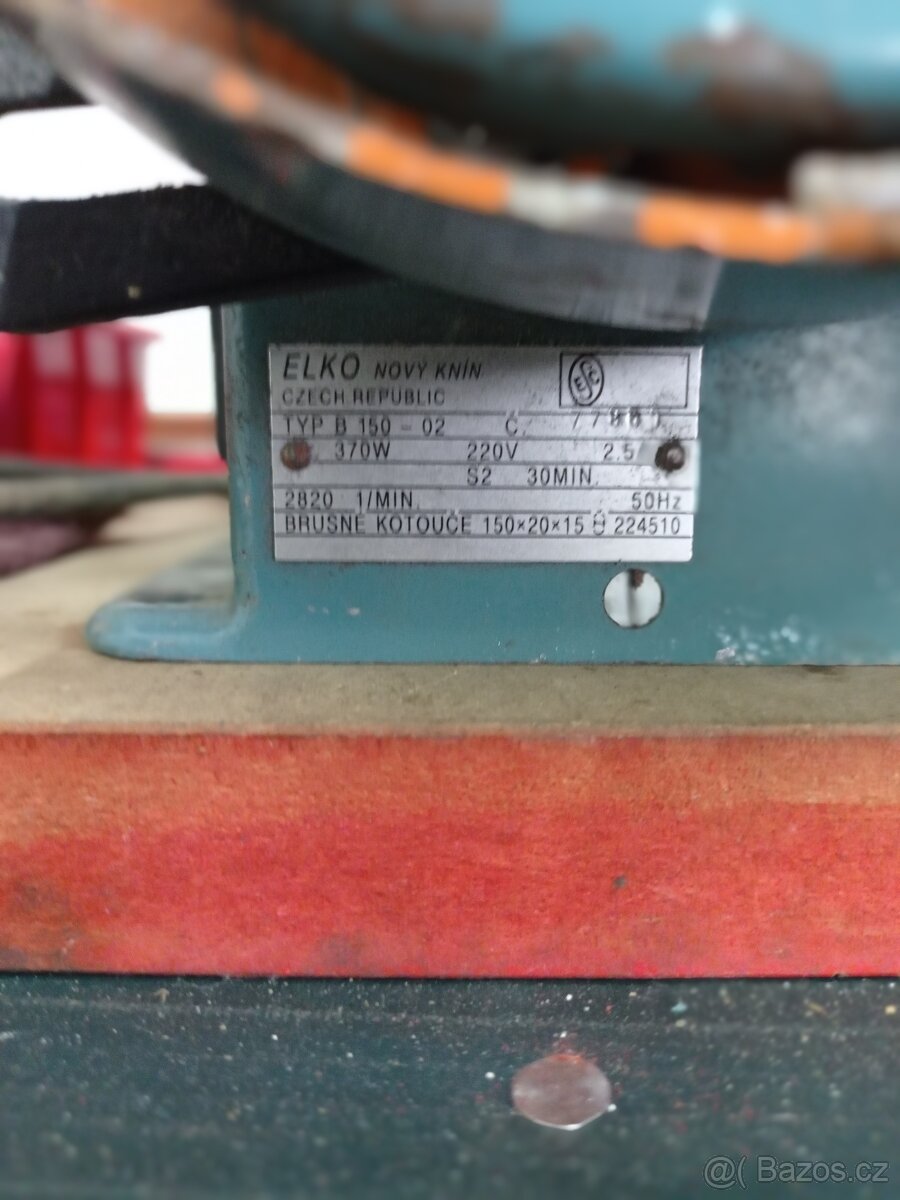 ELKO NOVÝ KNÍN
CZECH REPUBLIC
TYP B 150 - 02 Č.
370W 220V 2.5
S2 30MIN.
2820 1/MIN. 50Hz
BRUSNÉ KOTOUČE 150×20×15 224510
@( Bazos.cz